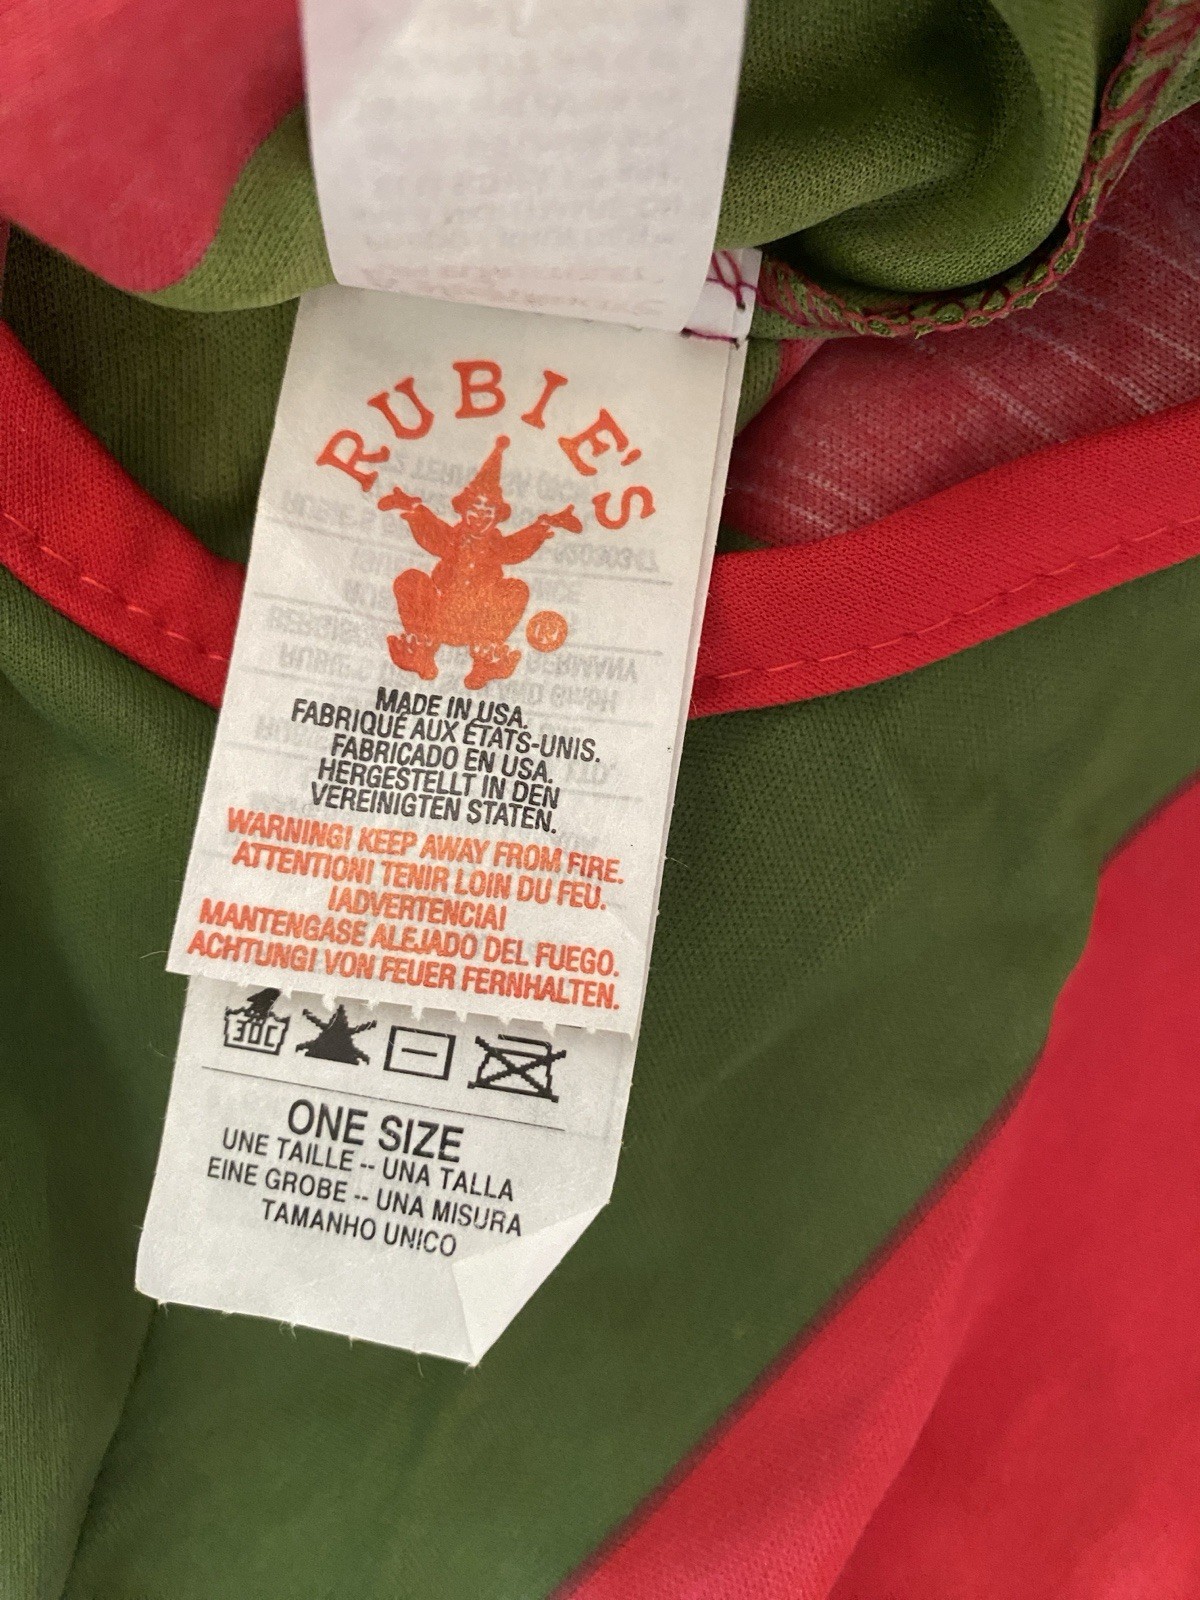 RUBIE'S
®
MADE IN USA.
FABRIQUÉ AUX ÉTATS-UNIS.
FABRICADO EN USA.
HERGESTELLT IN DEN
VEREINIGTEN STATEN.
WARNING! KEEP AWAY FROM FIRE.
ATTENTION! TENIR LOIN DU FEU.
¡ADVERTENCIA!
MANTENGASE ALEJADO DEL FUEGO.
ACHTUNG! VON FEUER FERNHALTEN.
30C
ONE SIZE
UNE TAILLE -- UNA TALLA
EINE GROBE -- UNA MISURA
TAMANHO UNICO